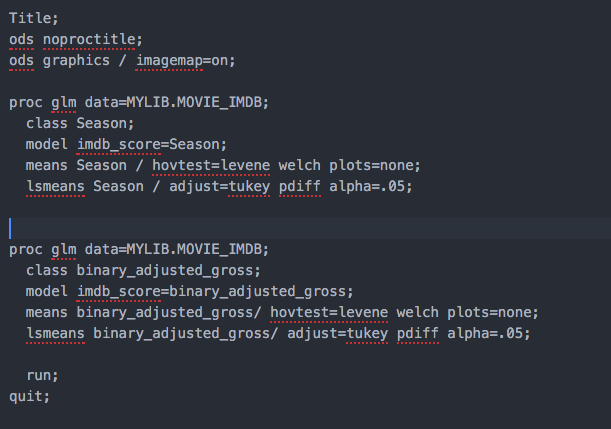 Title;
ods noproctitle;
ods graphics / imagemap=on;
proc glm data=MYLIB.MOVIE_IMDB;
class Season;
model imdb_score=Season;
means Season / hovtest=levene welch plots=none;
lsmeans Season / adjust=tukey pdiff alpha=.05;
proc glm data=MYLIB.MOVIE_IMDB;
class binary_adjusted_gross;
model imdb_score=binary_adjusted_gross;
means binary_adjusted_gross/ hovtest=levene welch plots=none;
lsmeans binary_adjusted_gross/ adjust=tukey pdiff alpha=.05;
run;
quit;